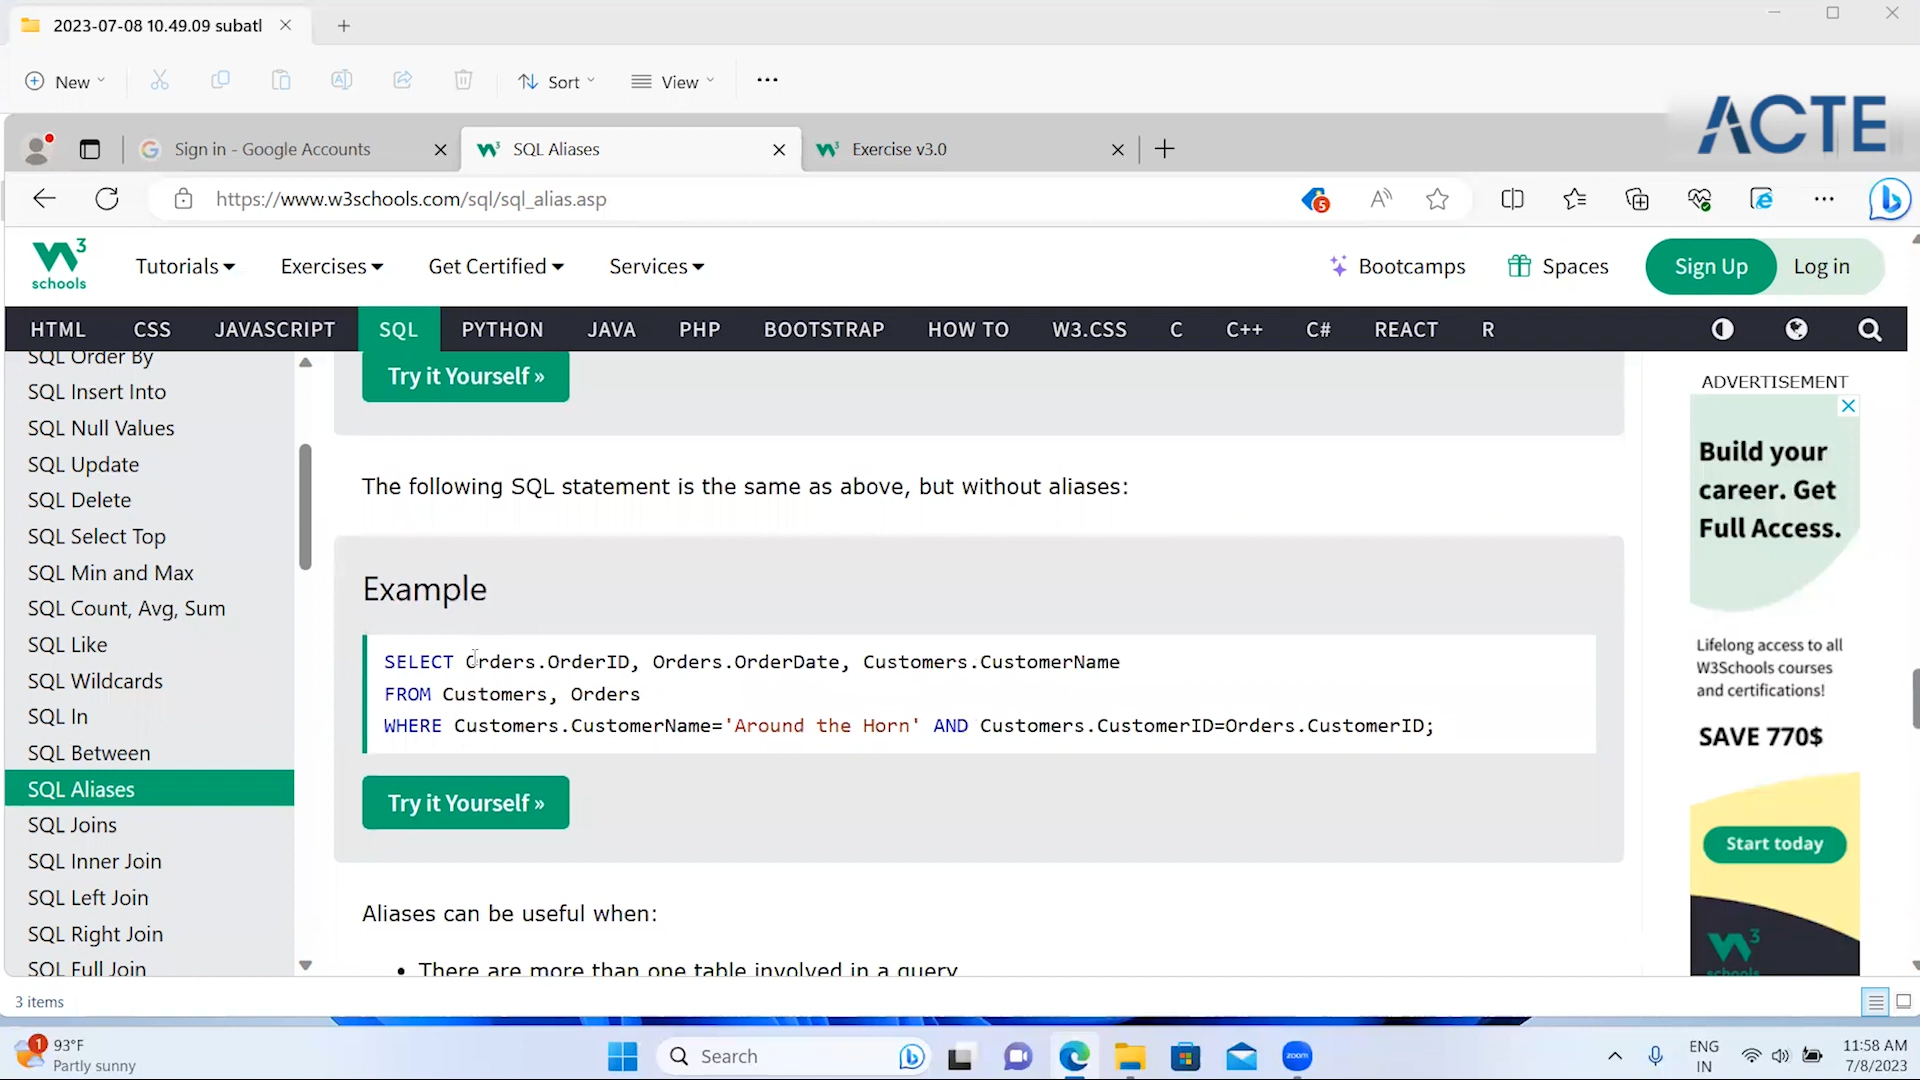 2023-07-08 10.49.09 subatl
New
Sort
View
ACTE
Sign in - Google Accounts
SQL Aliases
Exercise v3.0
https://www.w3schools.com/sql/sql_alias.asp
5
W3 schools
Tutorials
Exercises
Get Certified
Services
Bootcamps
Spaces
Sign Up
Log in
HTML
CSS
JAVASCRIPT
SQL
PYTHON
JAVA
PHP
BOOTSTRAP
HOW TO
W3.CSS
C
C++
C#
REACT
R
SQL Order By
SQL Insert Into
SQL Null Values
SQL Update
SQL Delete
SQL Select Top
SQL Min and Max
SQL Count, Avg, Sum
SQL Like
SQL Wildcards
SQL In
SQL Between
SQL Aliases
SQL Joins
SQL Inner Join
SQL Left Join
SQL Right Join
SQL Full Join
Try it Yourself »
The following SQL statement is the same as above, but without aliases:
Example
SELECT Orders.OrderID, Orders.OrderDate, Customers.CustomerName
FROM Customers, Orders
WHERE Customers.CustomerName='Around the Horn' AND Customers.CustomerID=Orders.CustomerID;
Try it Yourself »
Aliases can be useful when:
• There are more than one table involved in a query
ADVERTISEMENT
Build your
career. Get
Full Access.
Lifelong access to all
W3Schools courses
and certifications!
SAVE 770$
Start today
W3 schools
3 items
1
93°F
Partly sunny
Search
zoom
ENG
IN
11:58 AM
7/8/2023